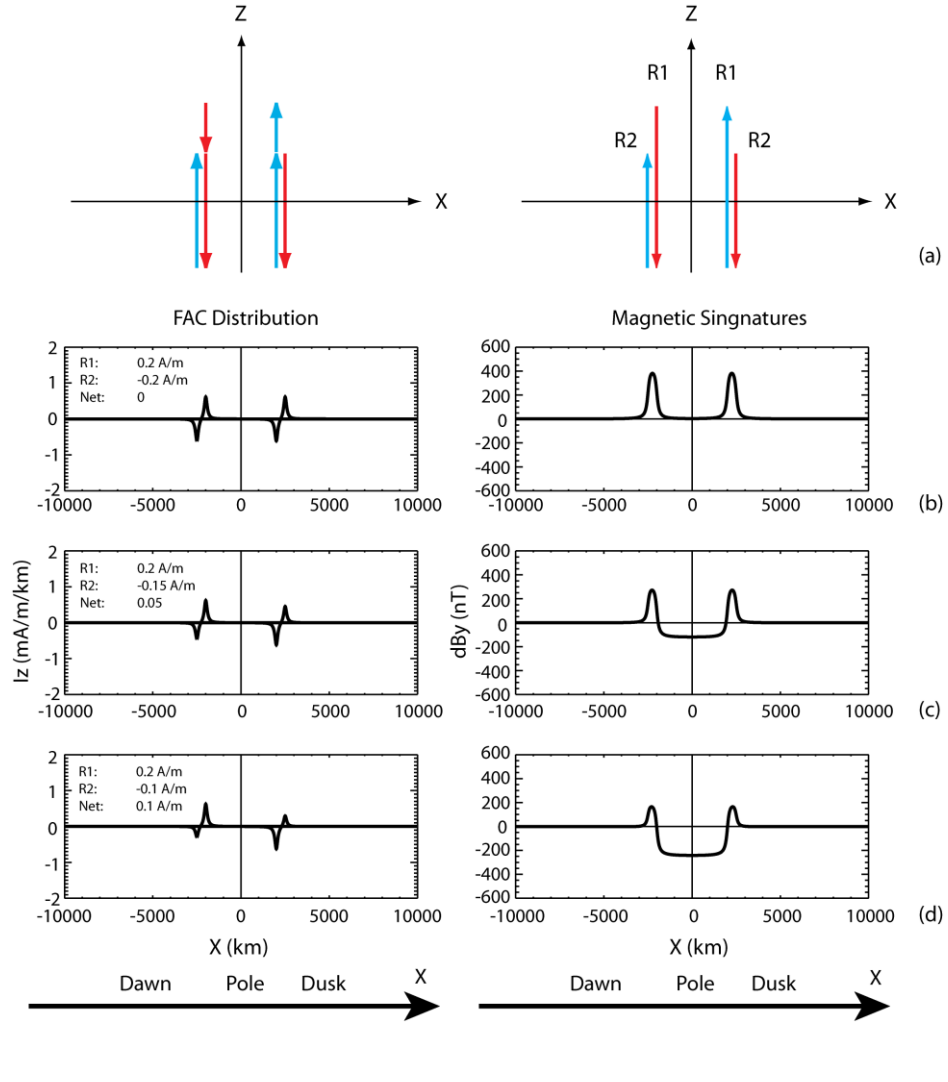 Z
Z
R1
R1
R2
R2
X
X
(a)
FAC Distribution
Magnetic Singnatures
2
1
0
-1
-2
R1: 0.2 A/m
R2: -0.2 A/m
Net: 0
-10000 -5000 0 5000 10000
600
400
200
0
-200
-400
-600
-10000 -5000 0 5000 10000
(b)
Iz (mA/m/km)
2
1
0
-1
-2
R1: 0.2 A/m
R2: -0.15 A/m
Net: 0.05
-10000 -5000 0 5000 10000
dBy (nT)
600
400
200
0
-200
-400
-600
-10000 -5000 0 5000 10000
(c)
2
1
0
-1
-2
R1: 0.2 A/m
R2: -0.1 A/m
Net: 0.1 A/m
-10000 -5000 0 5000 10000
X (km)
600
400
200
0
-200
-400
-600
-10000 -5000 0 5000 10000
X (km)
(d)
Dawn Pole Dusk X
Dawn Pole Dusk X